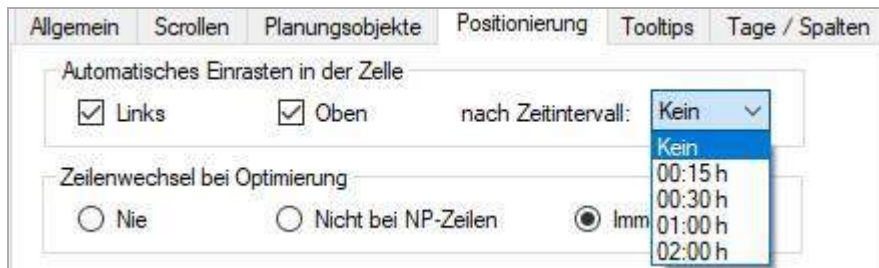 Allgemein Scrollen Planungsobjekte Positionierung Tooltips Tage / Spalten
Automatisches Einrasten in der Zelle
Links Oben nach Zeitintervall: Kein
Kein
00:15 h
Zeilenwechsel bei Optimierung
00:30 h
Nie Nicht bei NP-Zeilen Imm 01:00 h
02:00 h